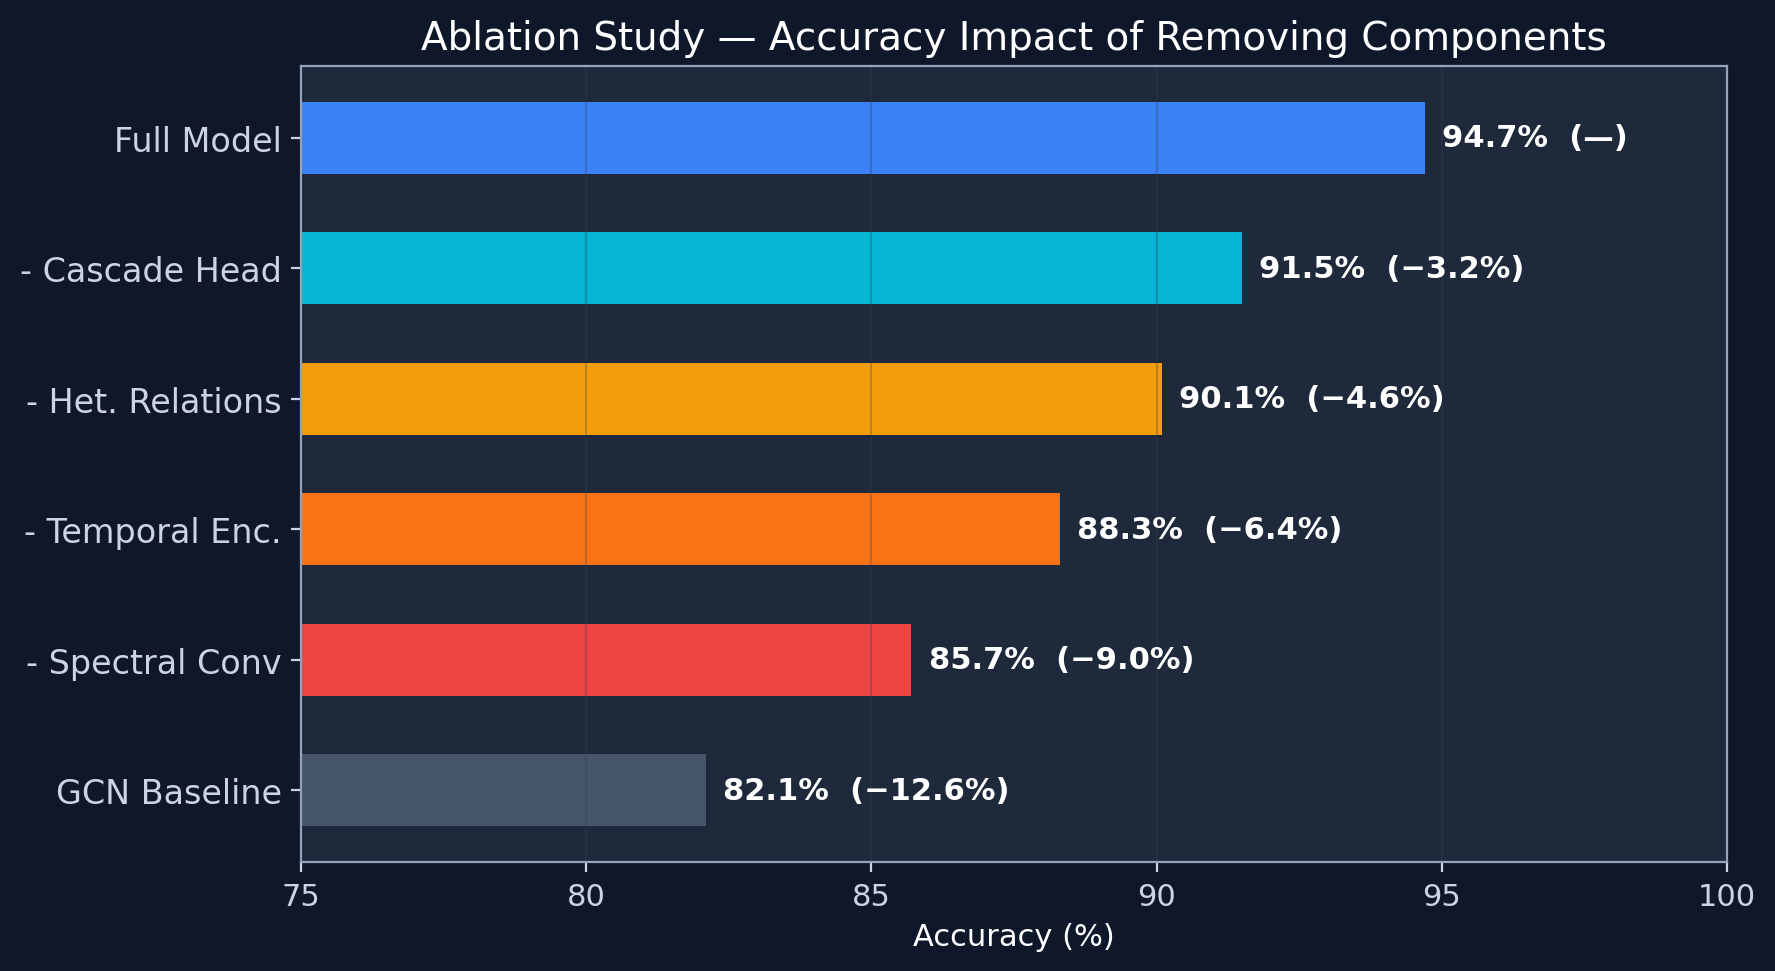 Ablation Study — Accuracy Impact of Removing Components
Full Model 94.7% (—)
- Cascade Head 91.5% (−3.2%)
- Het. Relations 90.1% (−4.6%)
- Temporal Enc. 88.3% (−6.4%)
- Spectral Conv 85.7% (−9.0%)
GCN Baseline 82.1% (−12.6%)
75 80 85 90 95 100
Accuracy (%)